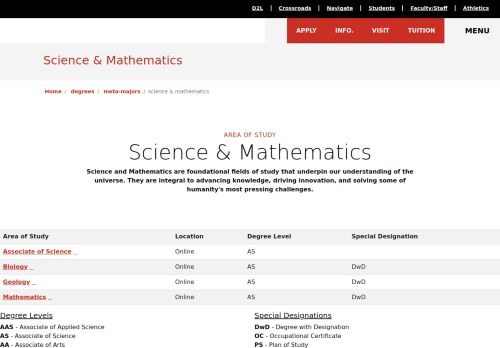 D2L | Crossroads | Navigate | Students | Faculty/Staff | Athletics
APPLY INFO. VISIT TUITION MENU
Science & Mathematics
Home / degrees / meta-majors / science & mathematics
AREA OF STUDY
Science & Mathematics
Science and Mathematics are foundational fields of study that underpin our understanding of the
universe. They are integral to advancing knowledge, driving innovation, and solving some of
humanity's most pressing challenges.
Area of Study Location Degree Level Special Designation
Associate of Science Online AS
Biology Online AS DwD
Geology Online AS DwD
Mathematics Online AS DwD
Degree Levels Special Designations
AAS - Associate of Applied Science DwD - Degree with Designation
AS - Associate of Science OC - Occupational Certificate
AA - Associate of Arts PS - Plan of Study